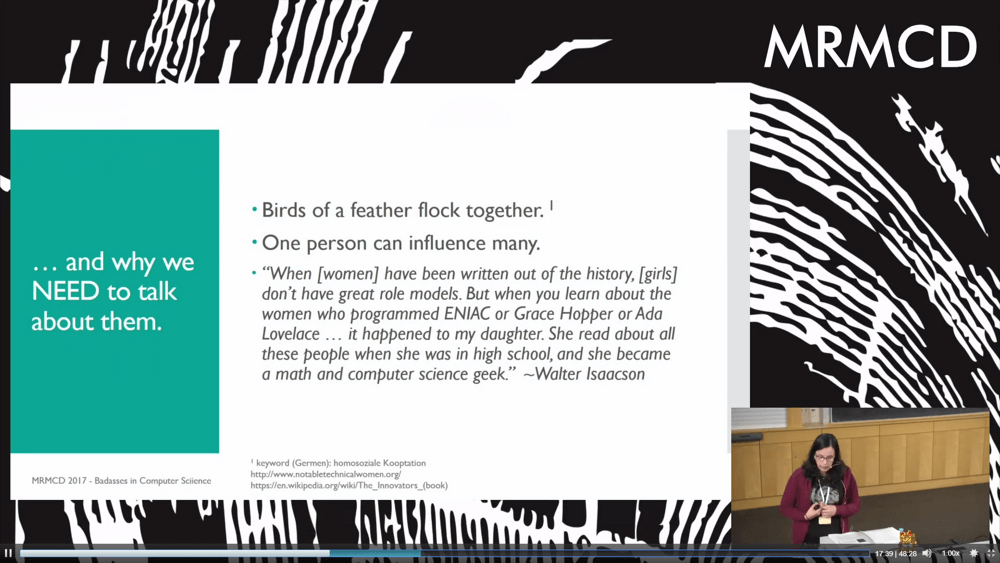 MRMCD
… and why we
NEED to talk
about them.
• Birds of a feather flock together. 1
• One person can influence many.
• “When [women] have been written out of the history, [girls]
don’t have great role models. But when you learn about the
women who programmed ENIAC or Grace Hopper or Ada
Lovelace … it happened to my daughter. She read about all
these people when she was in high school, and she became
a math and computer science geek.” ~Walter Isaacson
1 keyword (Germen): homosoziale Kooptation
http://www.notabletechnicalwomen.org/
https://en.wikipedia.org/wiki/The_Innovators_(book)
MRMCD 2017 - Badasses in Computer Sciience
17:39 | 48:28
1.00x